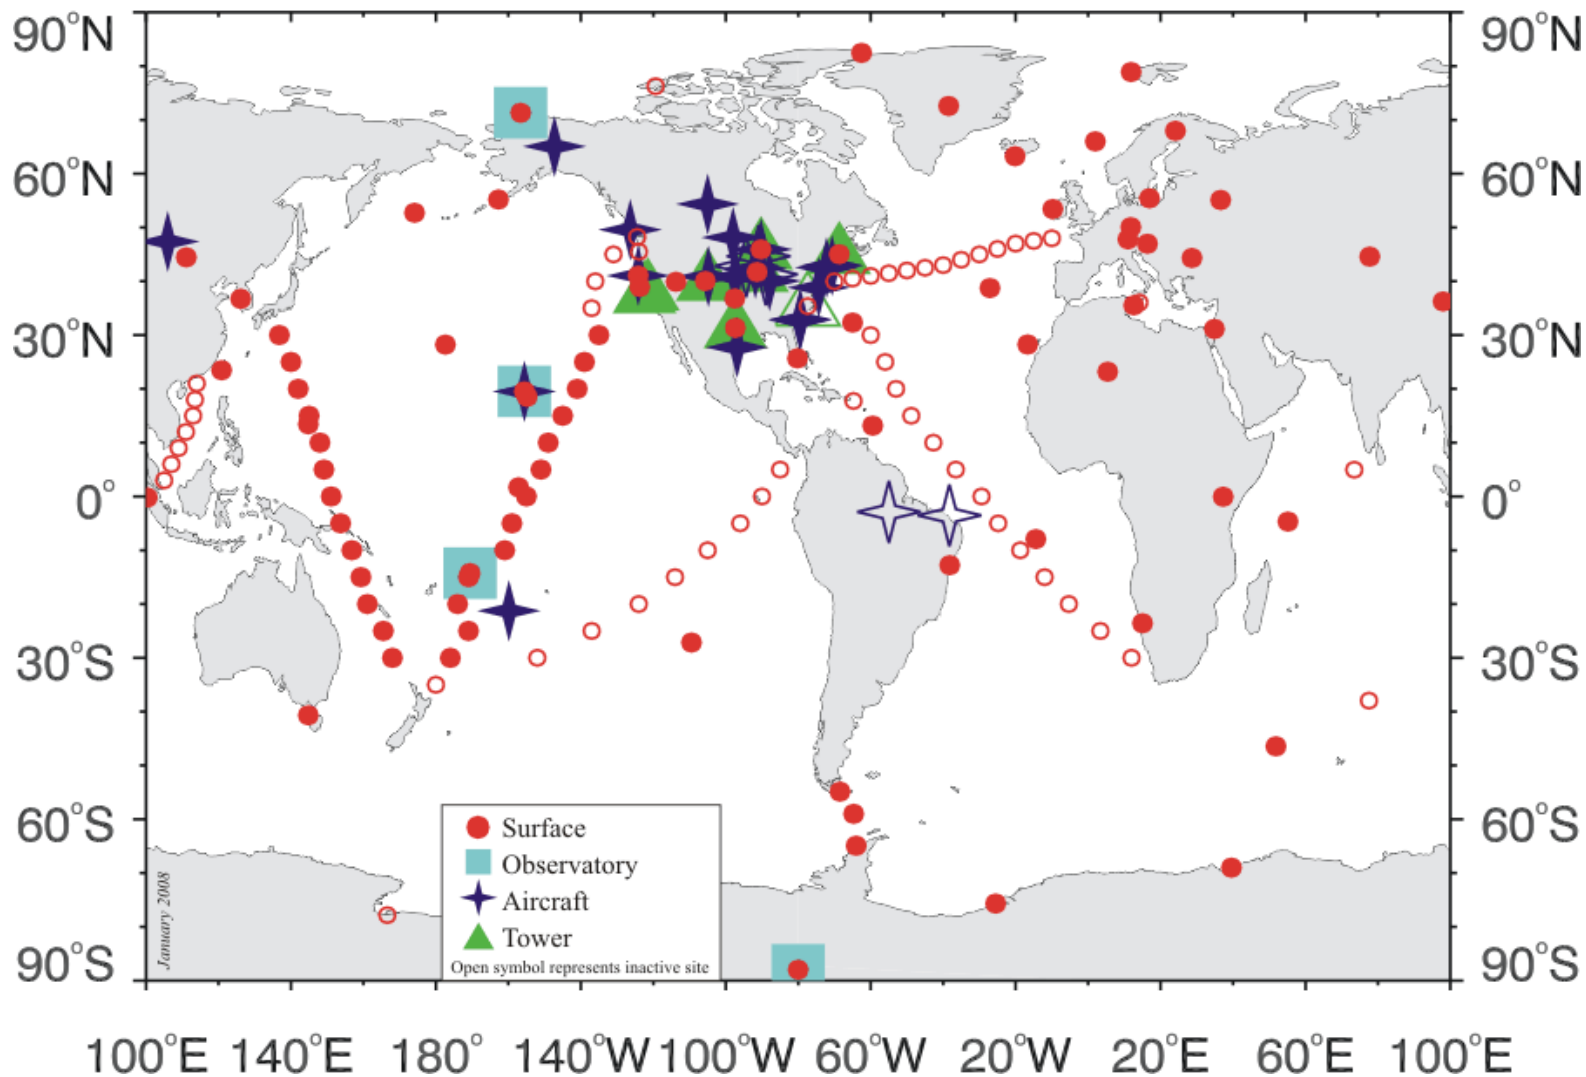 90°N 90°N
60°N 60°N
30°N 30°N
0° 0°
30°S 30°S
60°S 60°S
90°S 90°S
January 2008
Surface
Observatory
Aircraft
Tower
Open symbol represents inactive site
100°E 140°E 180° 140°W 100°W 60°W 20°W 20°E 60°E 100°E